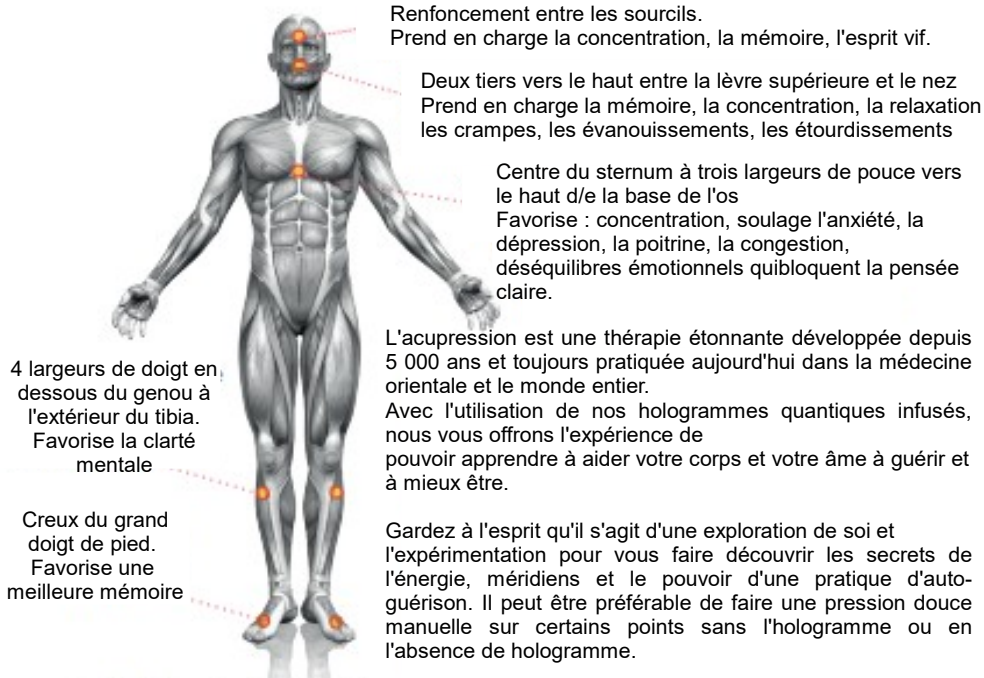 Renfoncement entre les sourcils.
Prend en charge la concentration, la mémoire, l'esprit vif.
Deux tiers vers le haut entre la lèvre supérieure et le nez
Prend en charge la mémoire, la concentration, la relaxation
les crampes, les évanouissements, les étourdissements
Centre du sternum à trois largeurs de pouce vers
le haut d/e la base de l'os
Favorise : concentration, soulage l'anxiété, la
dépression, la poitrine, la congestion,
déséquilibres émotionnels quibloquent la pensée
claire.
L'acupression est une thérapie étonnante développée depuis
5 000 ans et toujours pratiquée aujourd'hui dans la médecine
orientale et le monde entier.
Avec l'utilisation de nos hologrammes quantiques infusés,
nous vous offrons l'expérience de
pouvoir apprendre à aider votre corps et votre âme à guérir et
à mieux être.
4 largeurs de doigt en
dessous du genou à
l'extérieur du tibia.
Favorise la clarté
mentale
Creux du grand
doigt de pied.
Favorise une
meilleure mémoire
Gardez à l'esprit qu'il s'agit d'une exploration de soi et
l'expérimentation pour vous faire découvrir les secrets de
l'énergie, méridiens et le pouvoir d'une pratique d'auto-
guérison. Il peut être préférable de faire une pression douce
manuelle sur certains points sans l'hologramme ou en
l'absence de hologramme.